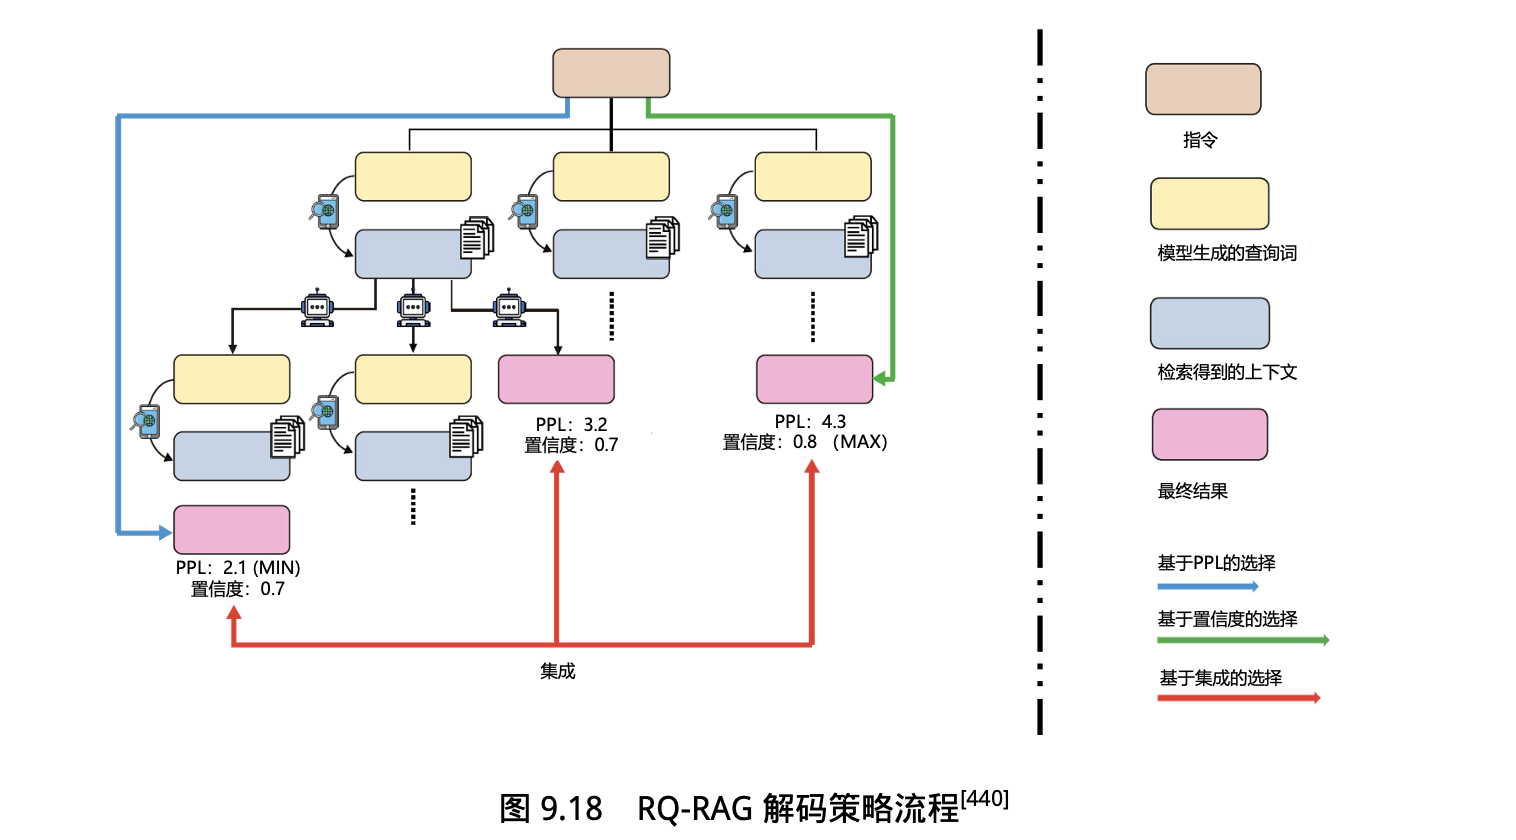 PPL：3.2
置信度：0.7
PPL：4.3
置信度：0.8 （MAX）
PPL：2.1 (MIN)
置信度：0.7
集成
指令
模型生成的查询词
检索得到的上下文
最终结果
基于PPL的选择
基于置信度的选择
基于集成的选择
图 9.18 RQ-RAG 解码策略流程[440]